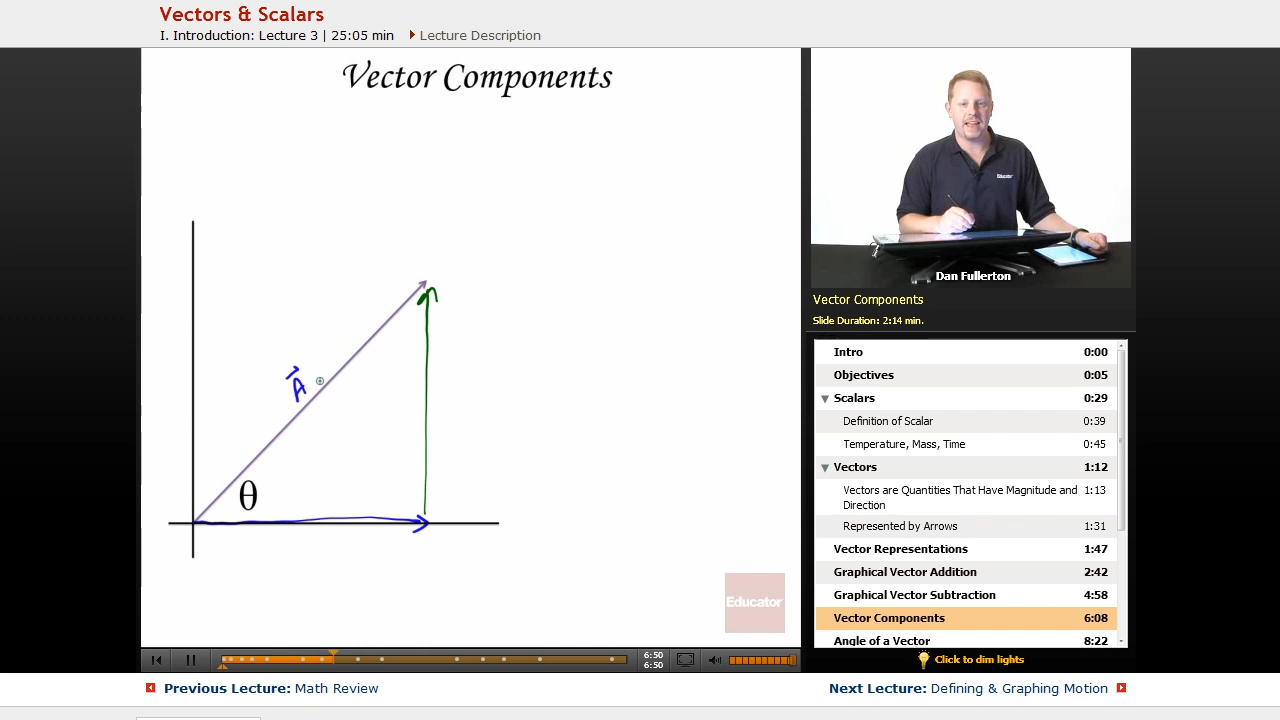 Vectors & Scalars
I. Introduction: Lecture 3 | 25:05 min
Lecture Description
Vector Components
A
θ
Educator
Educator
Dan Fullerton
Vector Components
Slide Duration: 2:14 min.
Intro 0:00
Objectives 0:05
Scalars 0:29
Definition of Scalar 0:39
Temperature, Mass, Time 0:45
Vectors 1:12
Vectors are Quantities That Have Magnitude and 1:13
Direction
Represented by Arrows 1:31
Vector Representations 1:47
Graphical Vector Addition 2:42
Graphical Vector Subtraction 4:58
Vector Components 6:08
Angle of a Vector 8:22
6:50
6:50
Click to dim lights
Previous Lecture: Math Review
Next Lecture: Defining & Graphing Motion